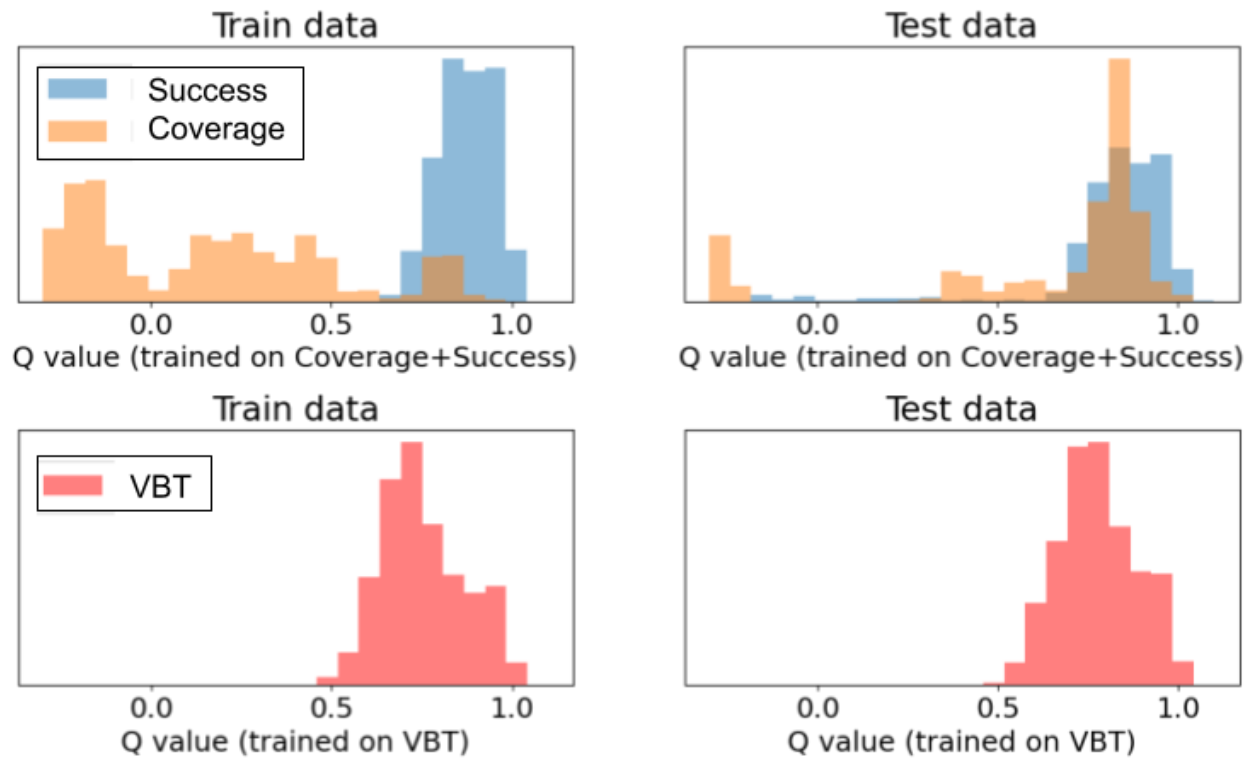 Train data
Test data
Success
Coverage
0.0 0.5 1.0
0.0 0.5 1.0
Q value (trained on Coverage+Success)
Q value (trained on Coverage+Success)
Train data
Test data
VBT
0.0 0.5 1.0
0.0 0.5 1.0
Q value (trained on VBT)
Q value (trained on VBT)